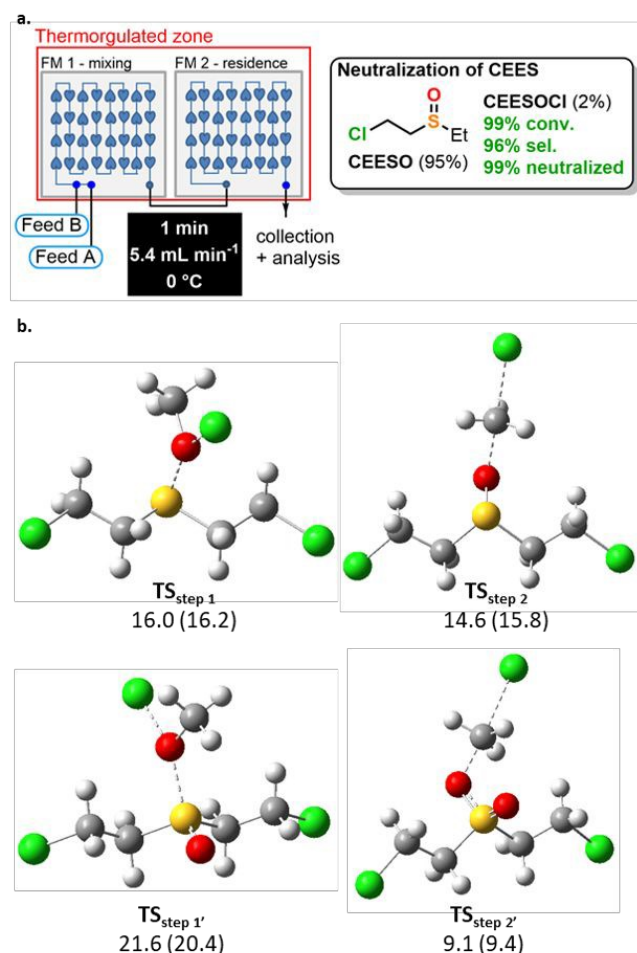 a.
Thermorgulated zone
FM 1 - mixing
FM 2 - residence
Feed B
Feed A
1 min
5.4 mL min⁻¹
0 °C
collection
+ analysis
Neutralization of CEES
O
Cl
S
Et
CEESO (95%)
CEESOCl (2%)
99% conv.
96% sel.
99% neutralized
b.
TSstep 1
16.0 (16.2)
TSstep 2
14.6 (15.8)
TSstep 1'
21.6 (20.4)
TSstep 2'
9.1 (9.4)